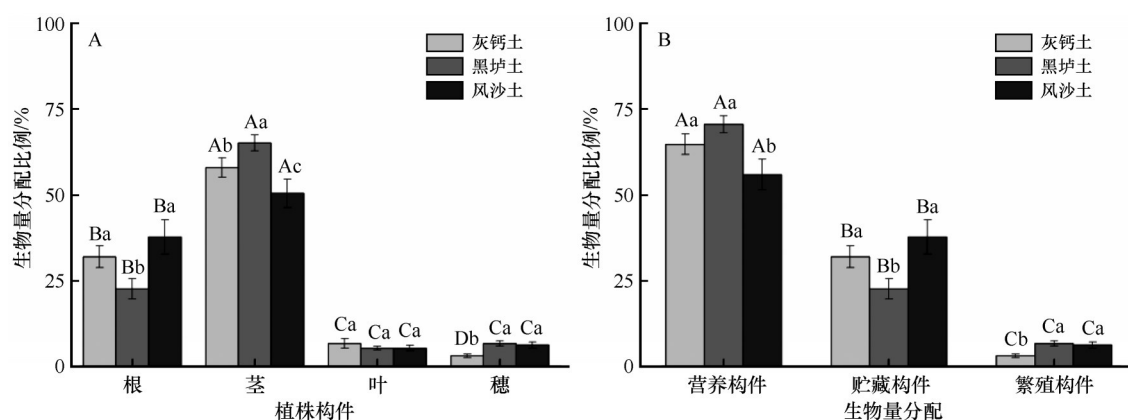 100
A
灰钙土
黑垆土
风沙土
75
50
25
0
生物量分配比例/%
Ba
Bb
Ba
Ab
Aa
Ac
Ca
Ca
Ca
Db
Ca
Ca
根
茎
叶
穗
植株构件
100
B
灰钙土
黑垆土
风沙土
75
50
25
0
生物量分配比例/%
Aa
Aa
Ab
Ba
Bb
Ba
Cb
Ca
Ca
营养构件
贮藏构件
繁殖构件
生物量分配